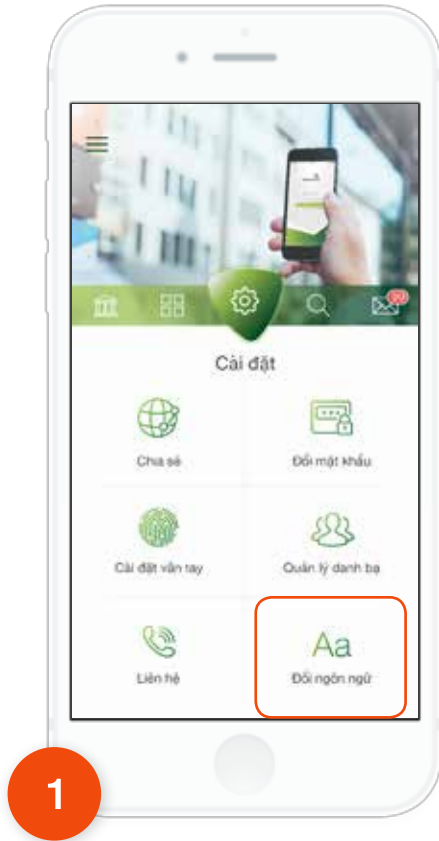 Cài đặt
Chia sẻ
Đổi mật khẩu
Cài đặt vân tay
Quản lý danh bạ
Liên hệ
Aa
Đổi ngôn ngữ
1